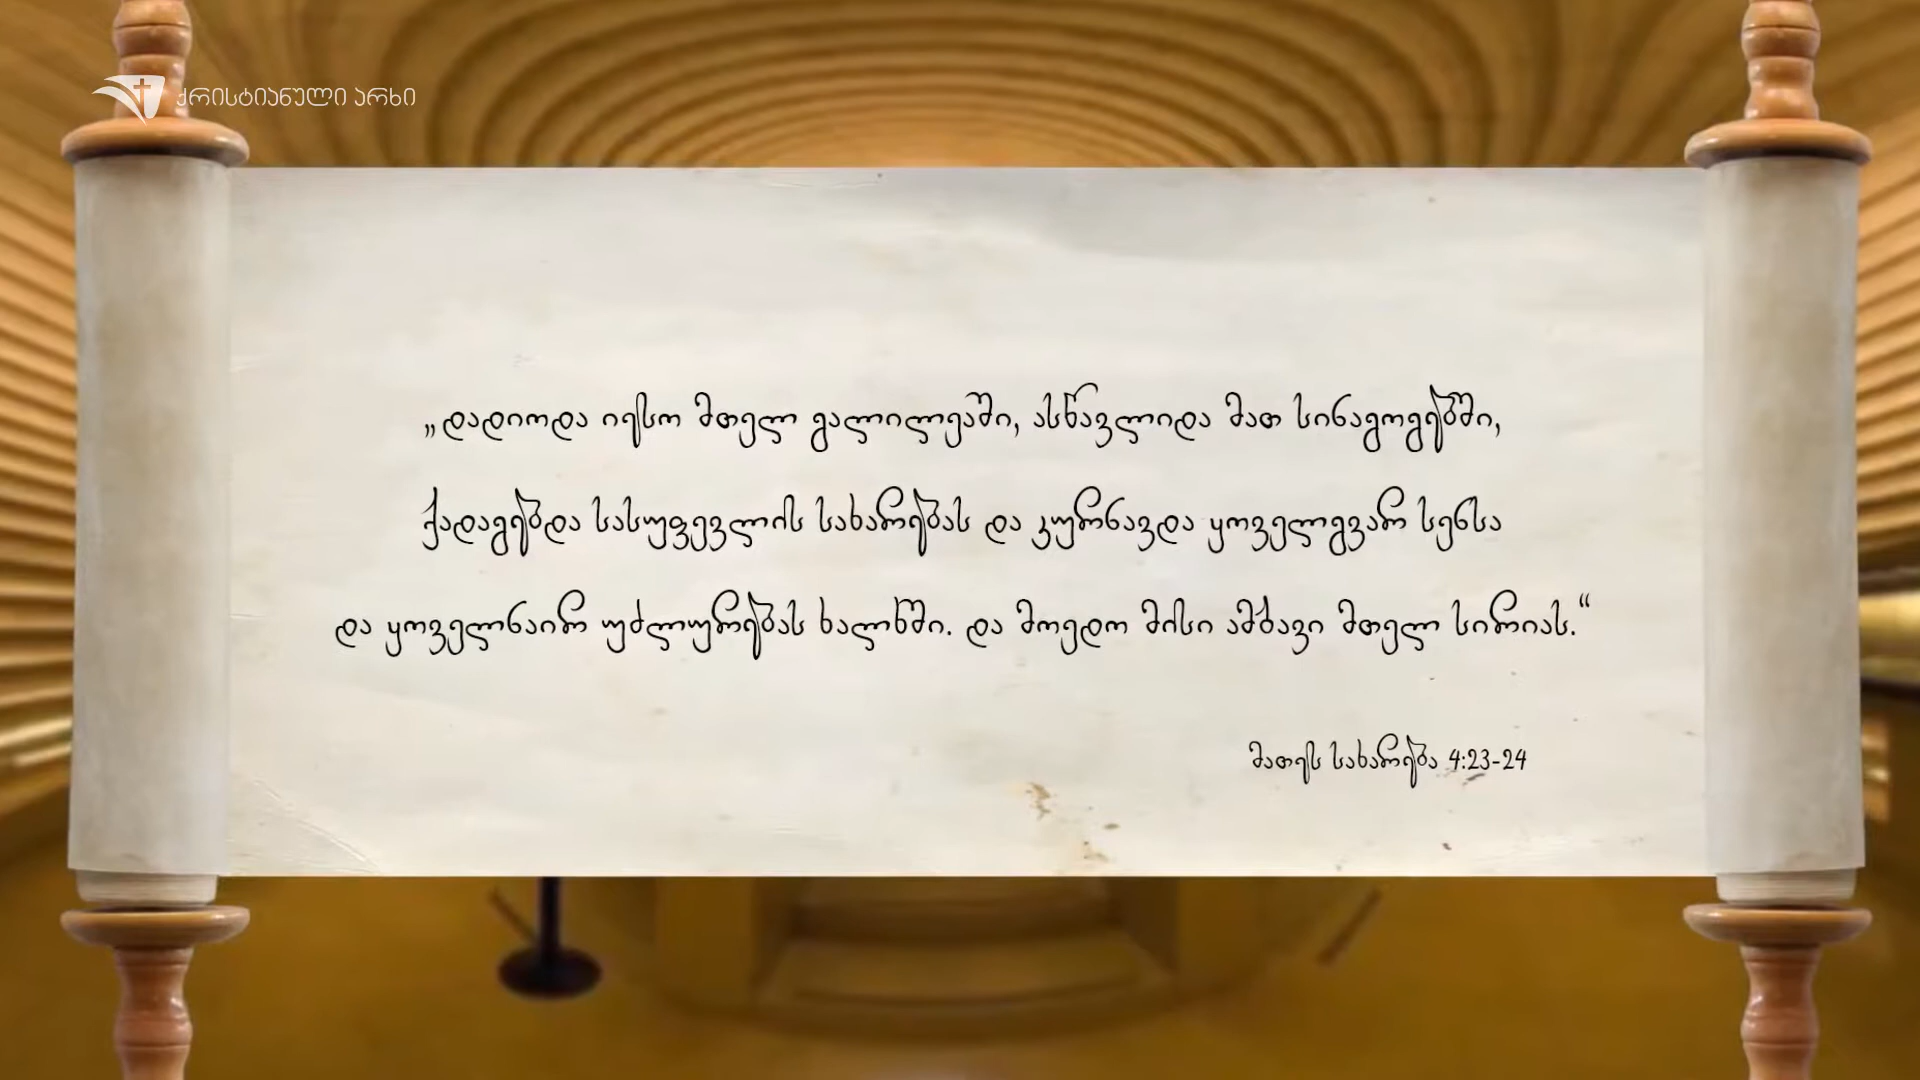 ქრისტიანული არხი
„დადიოდა იესო მთელ გალილეაში, ასწავლიდა მათ სინაგოგებში,
ქადაგებდა სასუფევლის სახარებას და კურნავდა ყოველგვარ სენსა
და ყოველნაირ უძლურებას ხალხში. და მოედო მისი ამბავი მთელ სირიას.“
მათეს სახარება 4:23-24